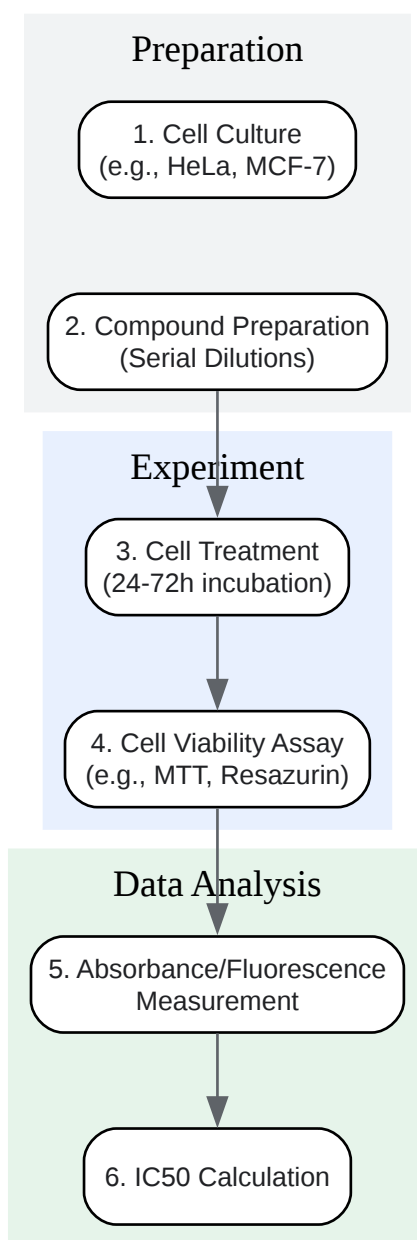 Preparation
1. Cell Culture
(e.g., HeLa, MCF-7)
2. Compound Preparation
(Serial Dilutions)
Experiment
3. Cell Treatment
(24-72h incubation)
4. Cell Viability Assay
(e.g., MTT, Resazurin)
Data Analysis
5. Absorbance/Fluorescence
Measurement
6. IC50 Calculation